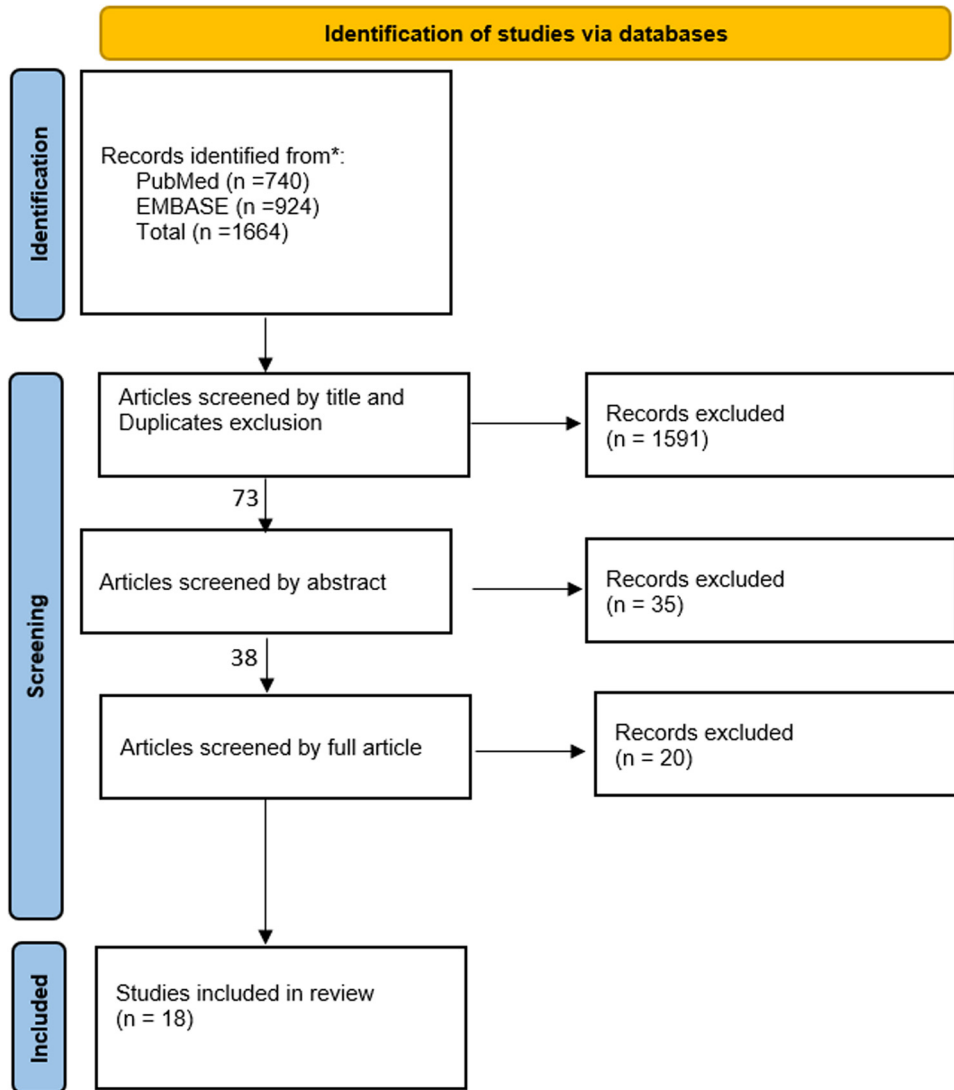 Identification of studies via databases
Identification
Records identified from*:
PubMed (n =740)
EMBASE (n =924)
Total (n =1664)
Screening
Articles screened by title and
Duplicates exclusion
Records excluded
(n = 1591)
73
Articles screened by abstract
Records excluded
(n = 35)
38
Articles screened by full article
Records excluded
(n = 20)
Included
Studies included in review
(n = 18)